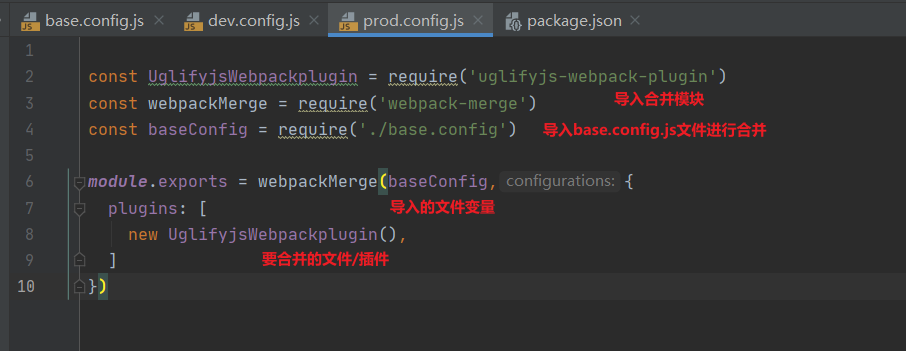 base.config.js dev.config.js prod.config.js package.json
1
2 const UglifyjsWebpackplugin = require('uglifyjs-webpack-plugin')
3 const webpackMerge = require('webpack-merge') 导入合并模块
4 const baseConfig = require('./base.config') 导入base.config.js文件进行合并
5
6 module.exports = webpackMerge(baseConfig, configurations: {
7 plugins: [ 导入的文件变量
8 new UglifyjsWebpackplugin(),
9 ] 要合并的文件/插件
10 })